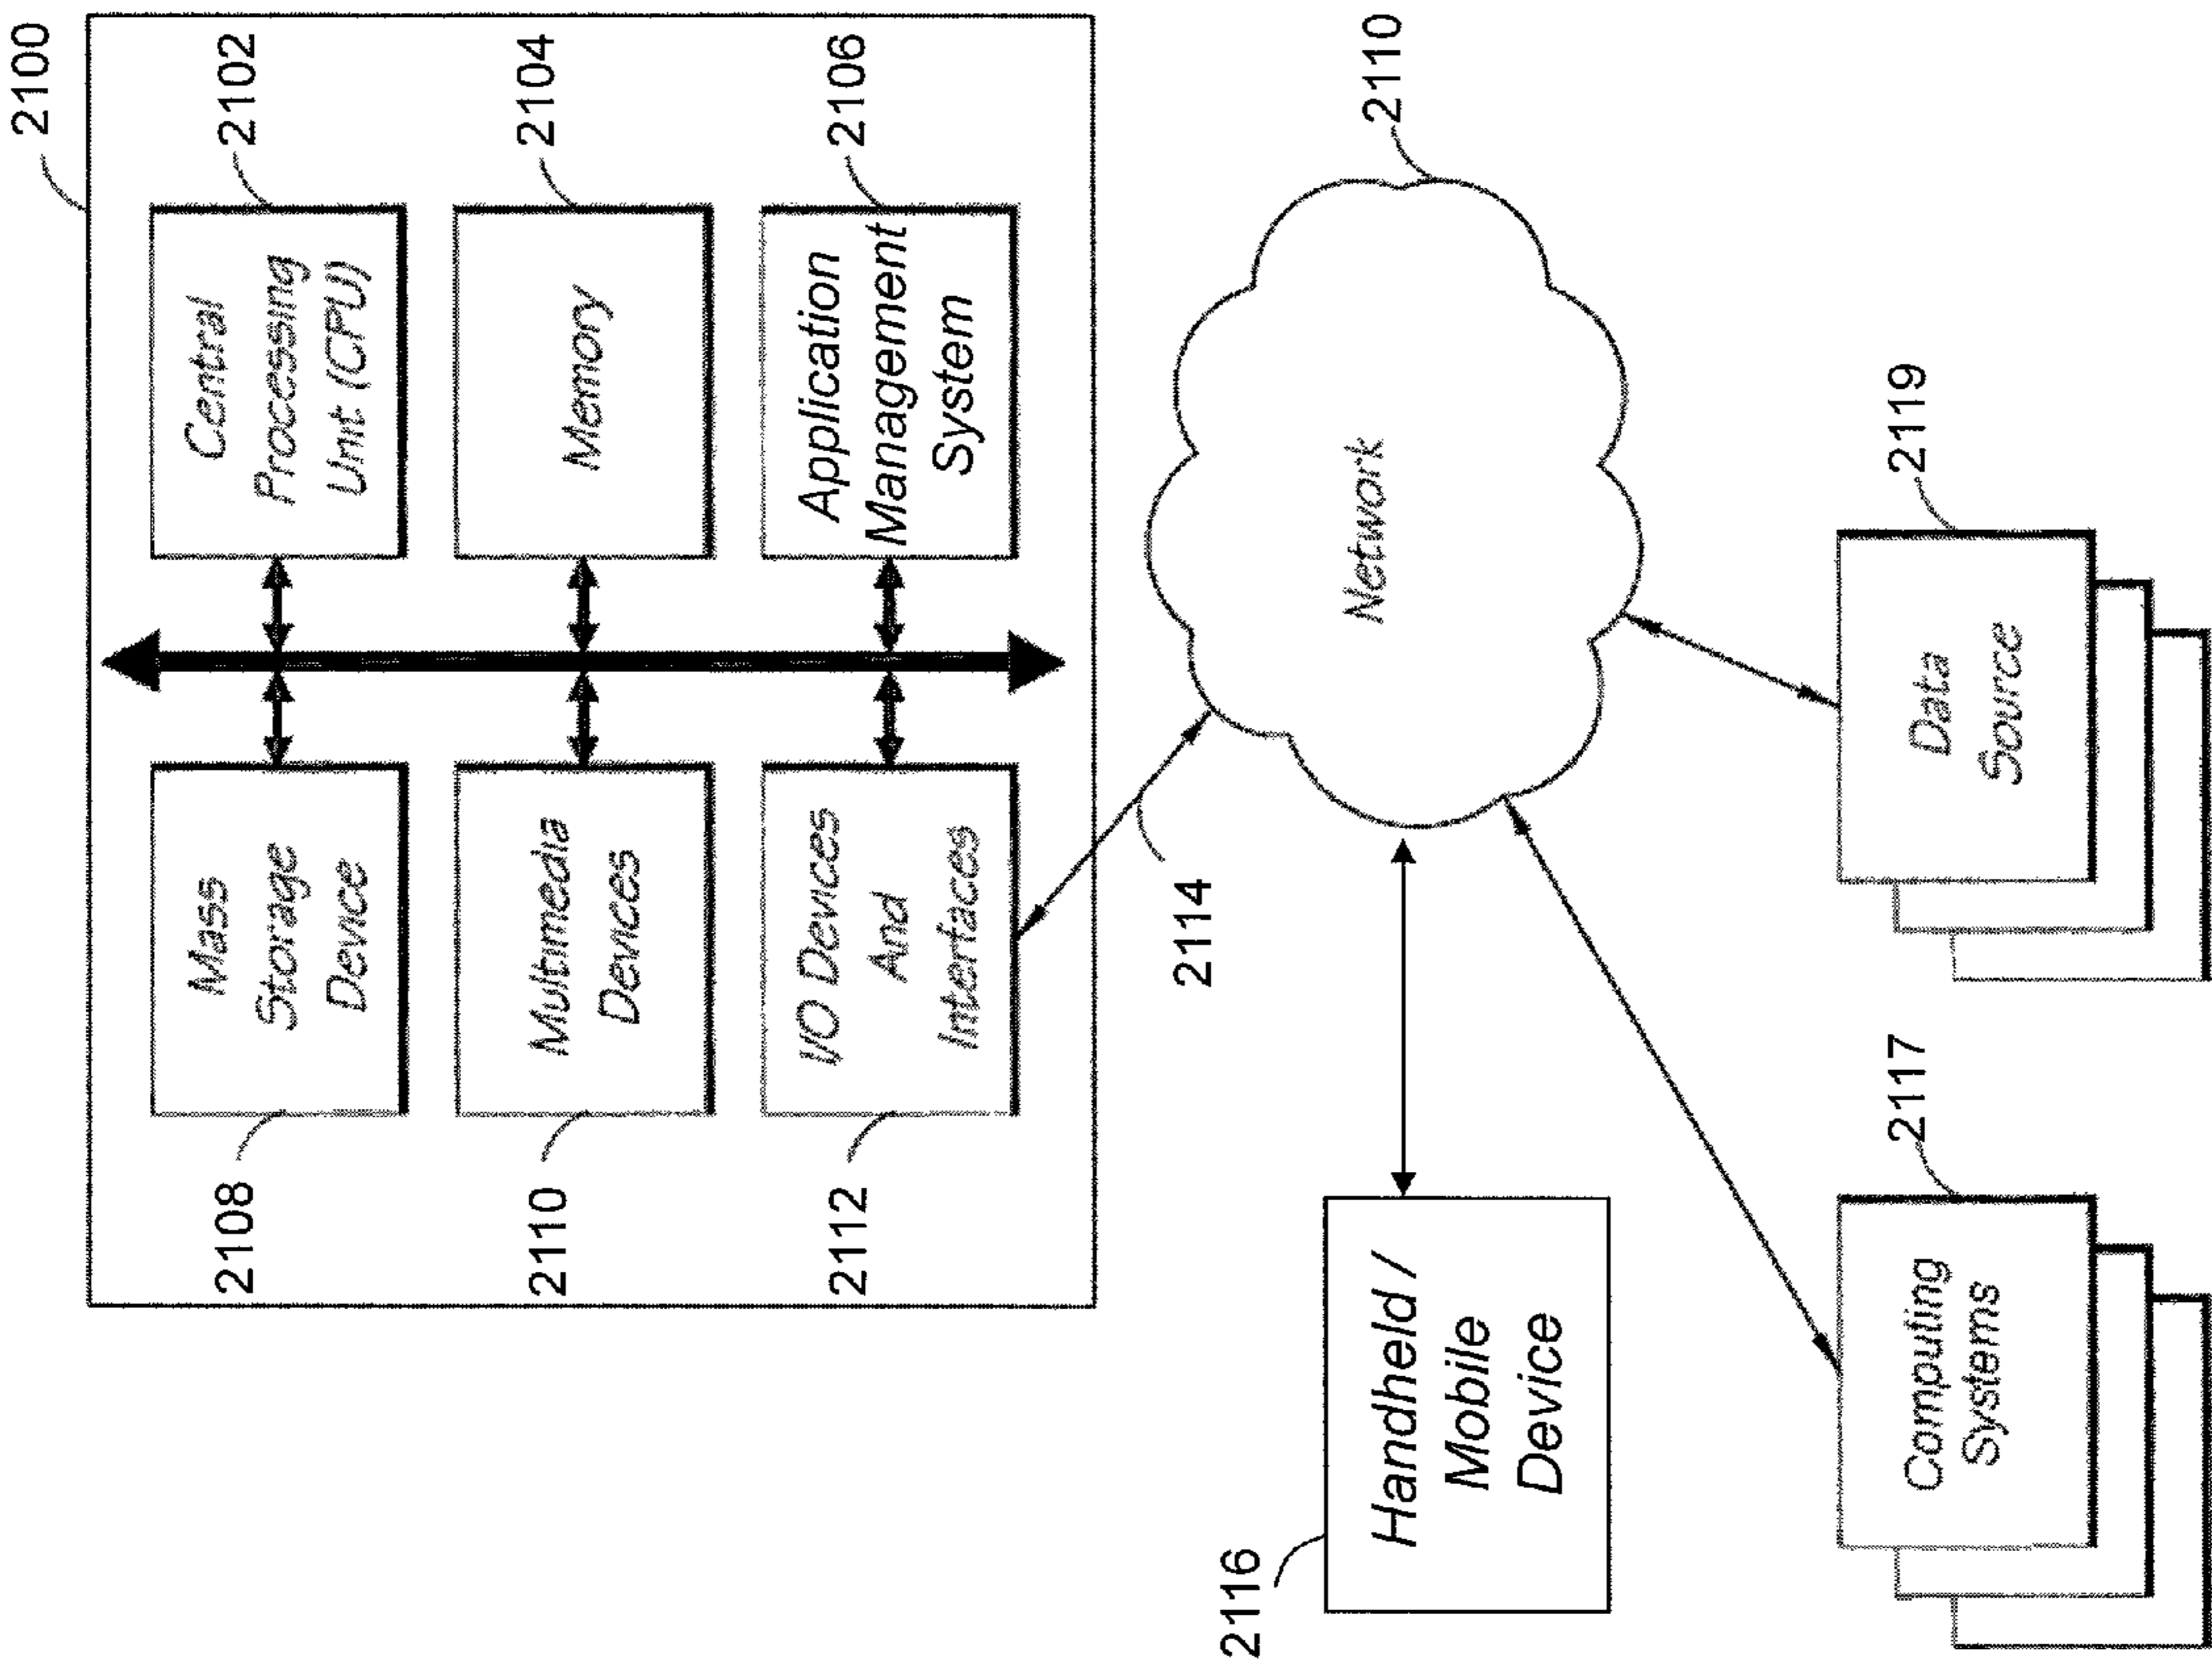 2100
2108
Mass
Storage
Device
Central
Processing
Unit (CPU)
2102
2110
Multimedia
Devices
Memory
2104
2112
I/O Devices
And
Interfaces
Application
Management
System
2106
2114
2116
Handheld /
Mobile
Device
Network
2110
2117
Computing
Systems
2119
Data
Source